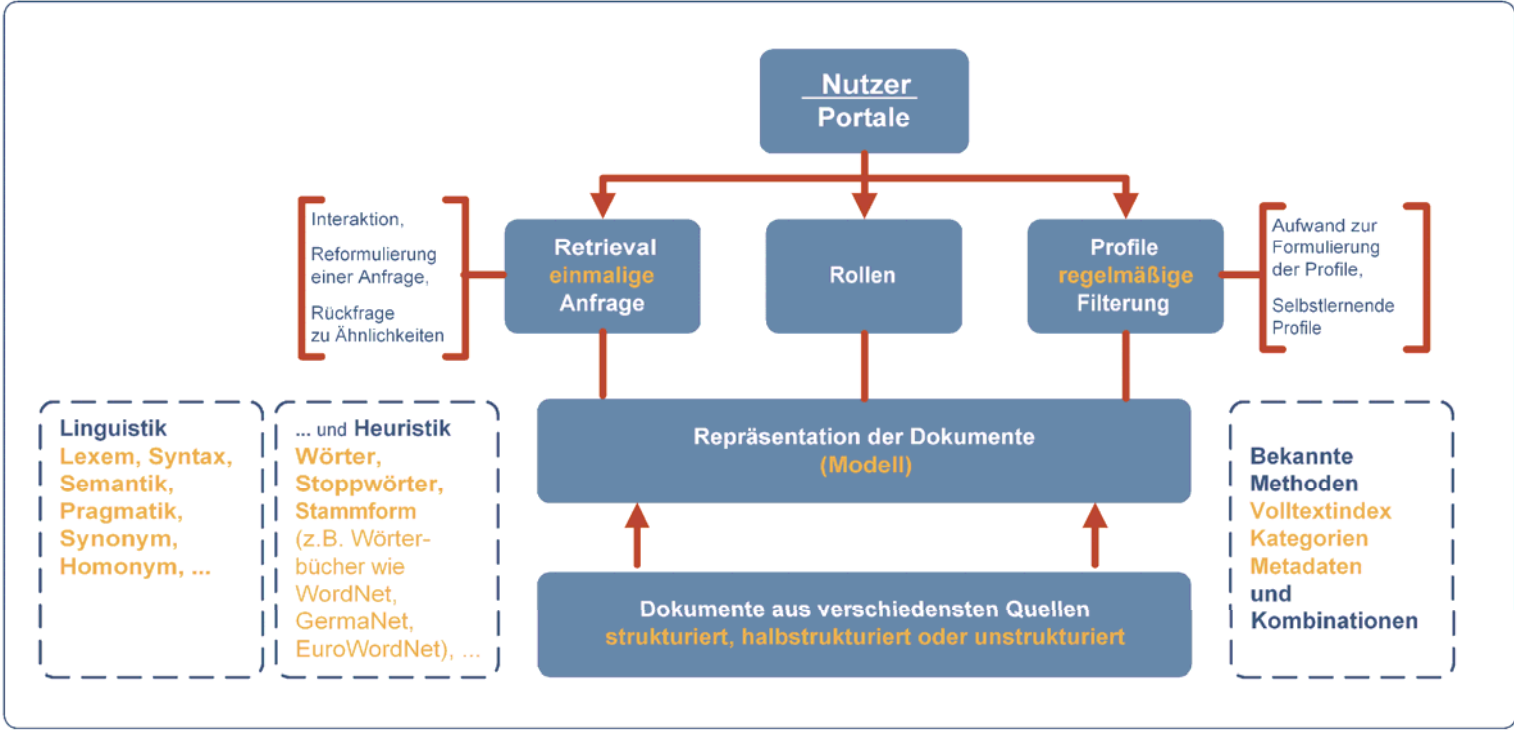 Nutzer
Portale
Interaktion,
Reformulierung
einer Anfrage,
Rückfrage
zu Ähnlichkeiten
Retrieval
einmalige
Anfrage
Rollen
Profile
regelmäßige
Filterung
Aufwand zur
Formulierung
der Profile,
Selbstlernende
Profile
Linguistik
Lexem, Syntax,
Semantik,
Pragmatik,
Synonym,
Homonym, ...
... und Heuristik
Wörter,
Stoppwörter,
Stammform
(z.B. Wörter-
bücher wie
WordNet,
GermaNet,
EuroWordNet), ...
Repräsentation der Dokumente
(Modell)
Dokumente aus verschiedensten Quellen
strukturiert, halbstrukturiert oder unstrukturiert
Bekannte
Methoden
Volltextindex
Kategorien
Metadaten
und
Kombinationen